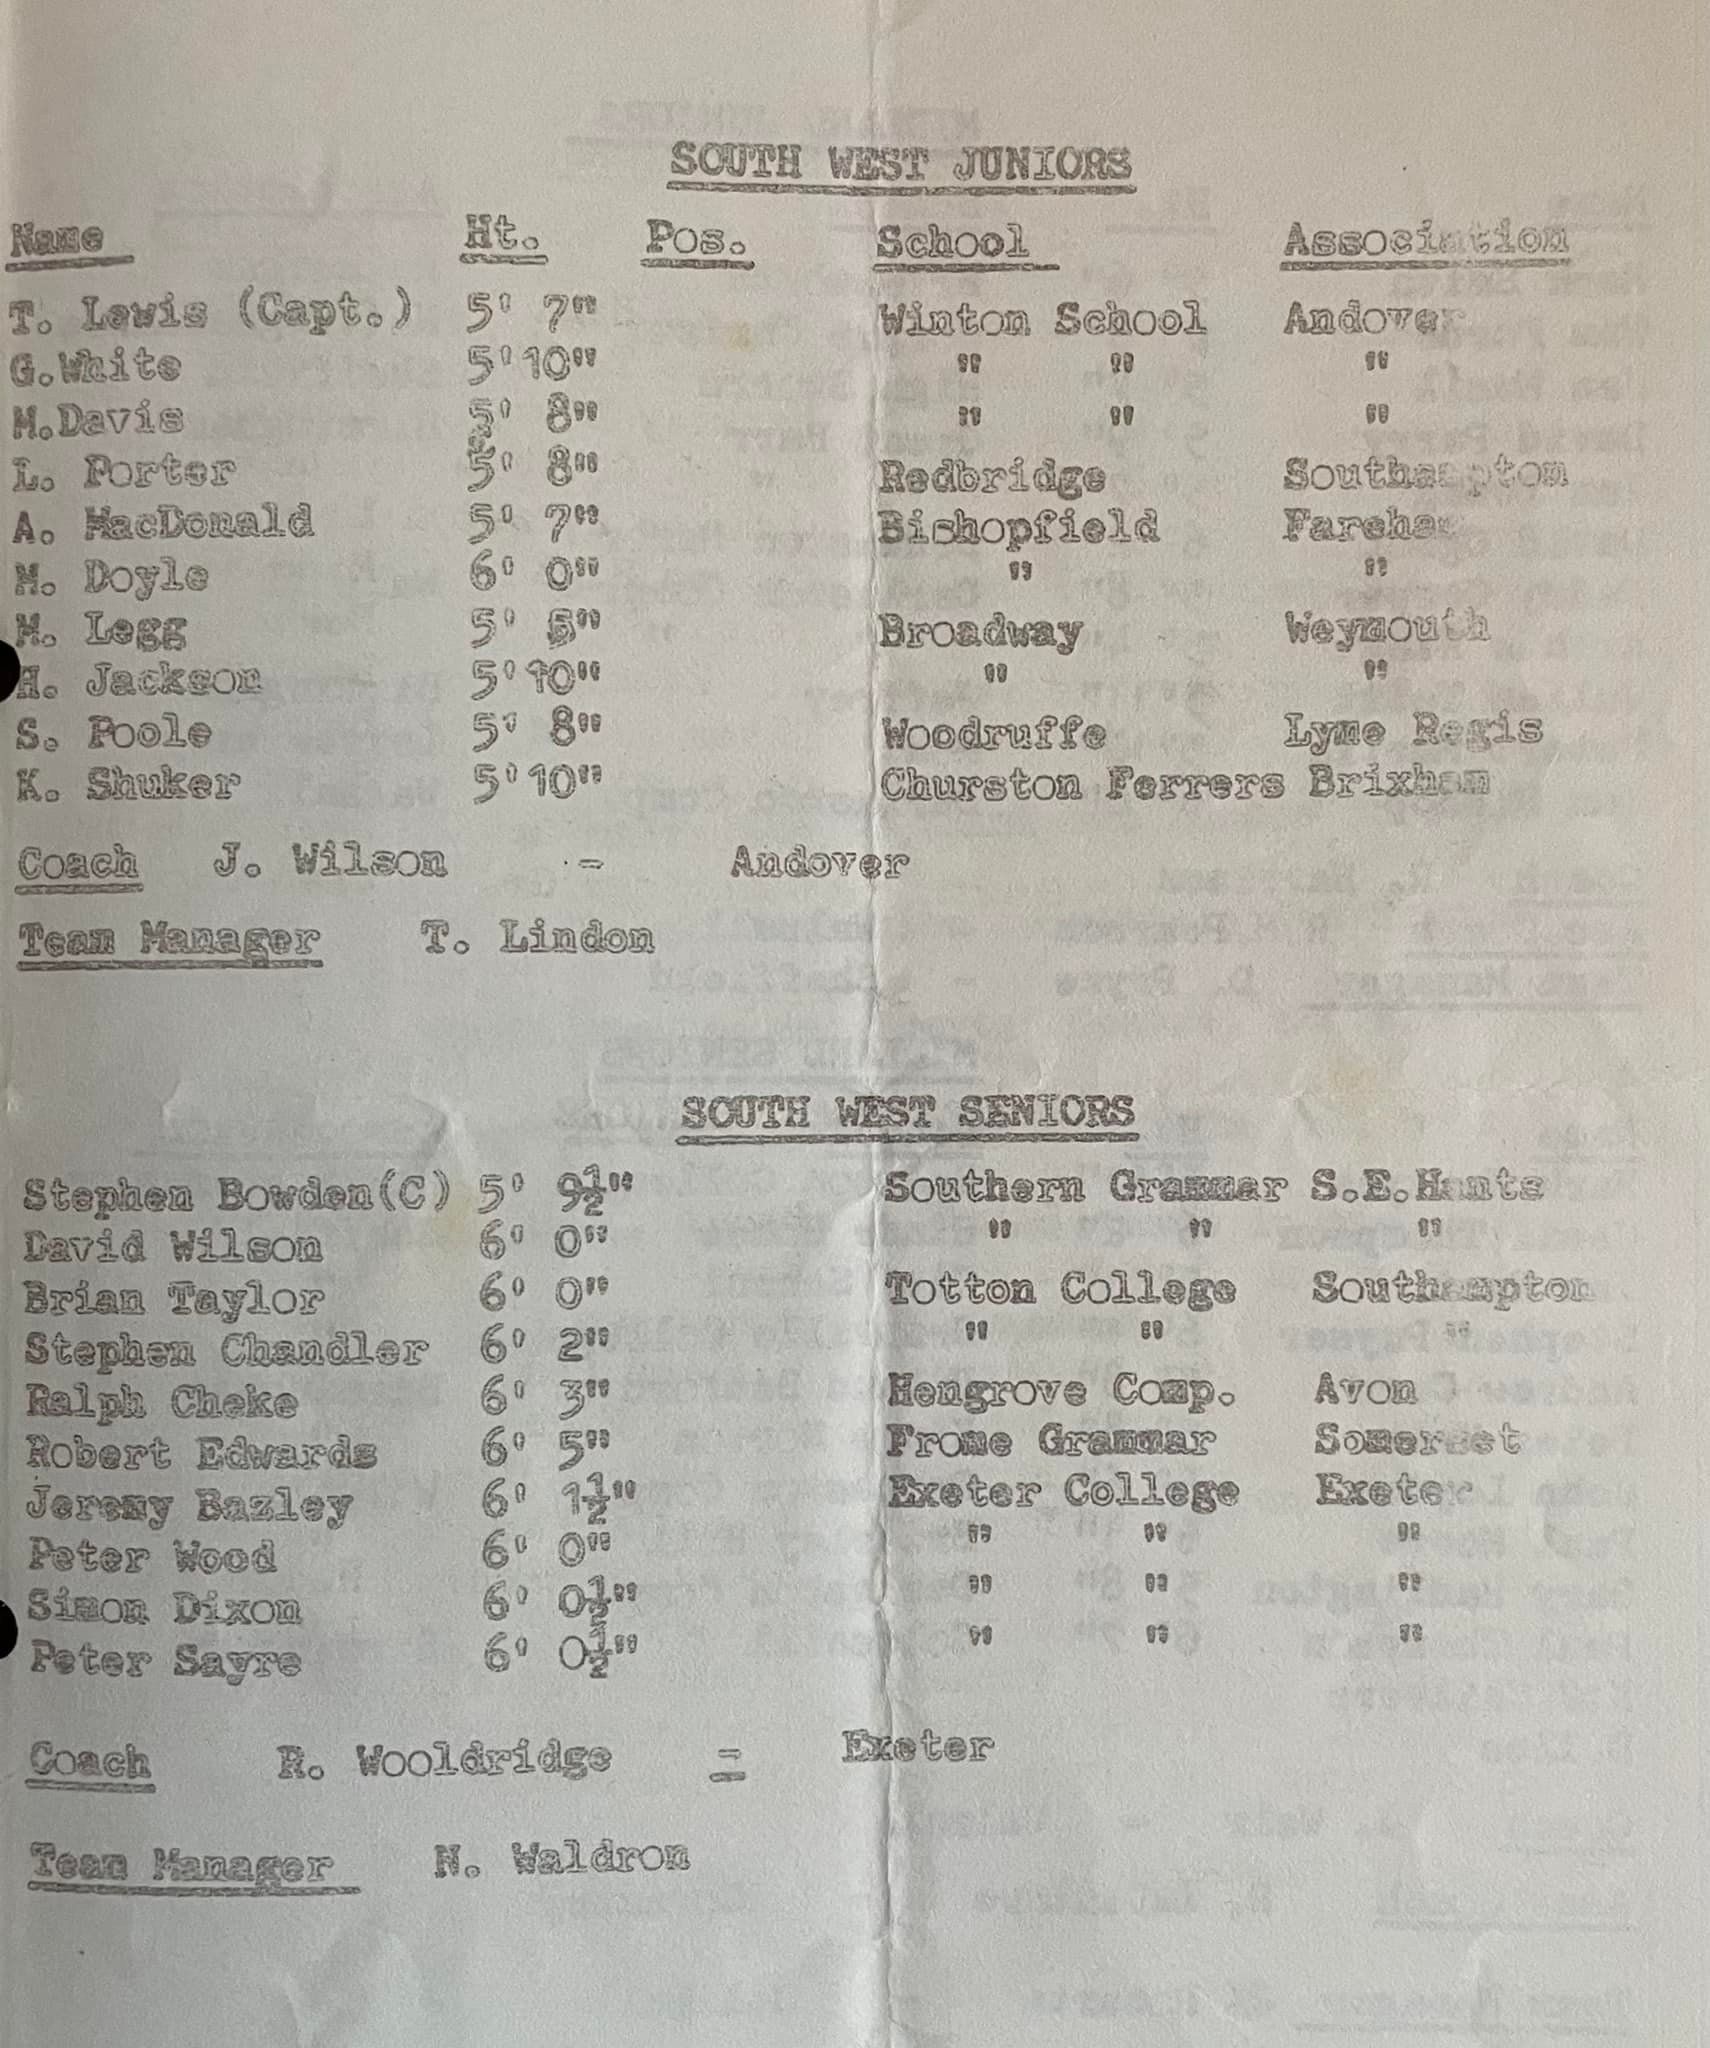 SOUTH WEST JUNIORS
Name Ht. Pos. School Association
T. Lewis (Capt.) 5' 7" Winton School Andover
G.White 5'10" " " "
M.Davis 5' 8" " " "
L. Porter 5' 8" Redbridge Southampton
A. MacDonald 5' 7" Bishopfield Fareham
M. Doyle 6' 0" " "
M. Legg 5' Broadway Weymouth
H. Jackson 5'10" " "
S. Poole 5' 8" Woodruffe Lyme Regis
K. Shuker 5'10" Churston Ferrers Brixham
Coach J. Wilson - Andover
Team Manager T. Lindon
SOUTH WEST SENIORS
Stephen Bowden(C) 5' 9½" Southern Grammar S.E.Hants
David Wilson 6' 0" " " "
Brian Taylor 6' 0" Totton College Southampton
Stephen Chandler 6' 2" " " "
Ralph Cheke 6' 3" Hengrove Comp. Avon
Robert Edwards 6' 5" Frome Grammar Somerset
Jeremy Bazley 6' 1½" Exeter College Exeter
Peter Wood 6' 0" " " "
Simon Dixon 6' 0½" " " "
Peter Sayre 6' 0½" " " "
Coach R. Wooldridge - Exeter
Team Manager N. Waldron